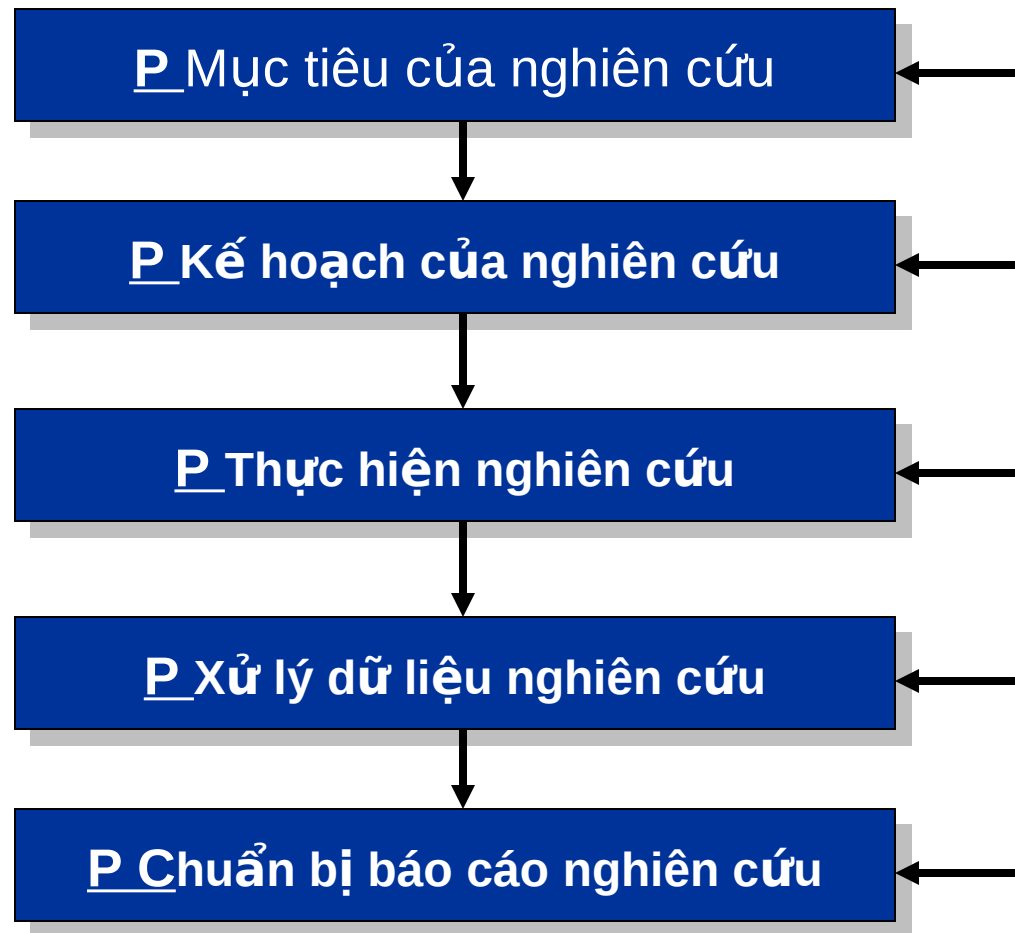 P Mục tiêu của nghiên cứu
P Kế hoạch của nghiên cứu
P Thực hiện nghiên cứu
P Xử lý dữ liệu nghiên cứu
P Chuẩn bị báo cáo nghiên cứu